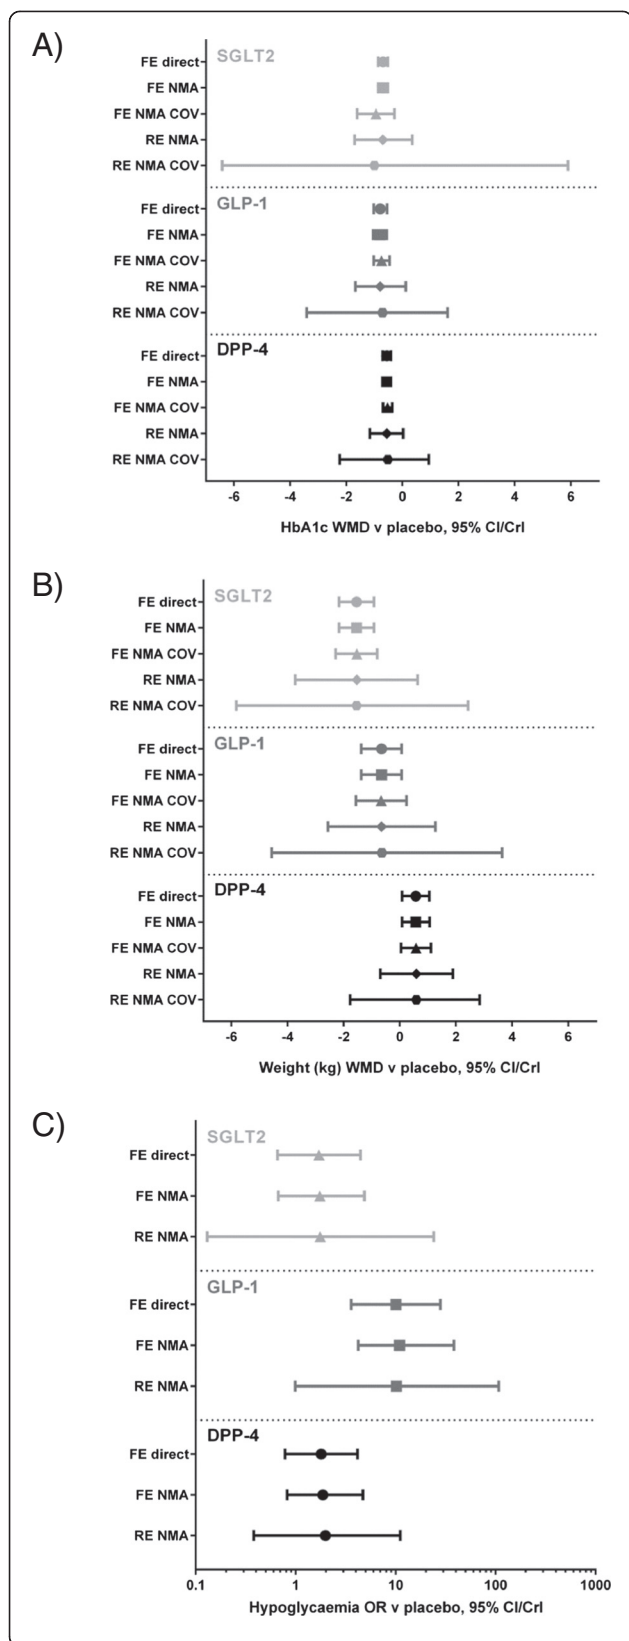 A)
SGLT2
FE direct
FE NMA
FE NMA COV
RE NMA
RE NMA COV
GLP-1
FE direct
FE NMA
FE NMA COV
RE NMA
RE NMA COV
DPP-4
FE direct
FE NMA
FE NMA COV
RE NMA
RE NMA COV
-6 -4 -2 0 2 4 6
HbA1c WMD v placebo, 95% CI/CrI
B)
SGLT2
FE direct
FE NMA
FE NMA COV
RE NMA
RE NMA COV
GLP-1
FE direct
FE NMA
FE NMA COV
RE NMA
RE NMA COV
DPP-4
FE direct
FE NMA
FE NMA COV
RE NMA
RE NMA COV
-6 -4 -2 0 2 4 6
Weight (kg) WMD v placebo, 95% CI/CrI
C)
SGLT2
FE direct
FE NMA
RE NMA
GLP-1
FE direct
FE NMA
RE NMA
DPP-4
FE direct
FE NMA
RE NMA
0.1 1 10 100 1000
Hypoglycaemia OR v placebo, 95% CI/CrI